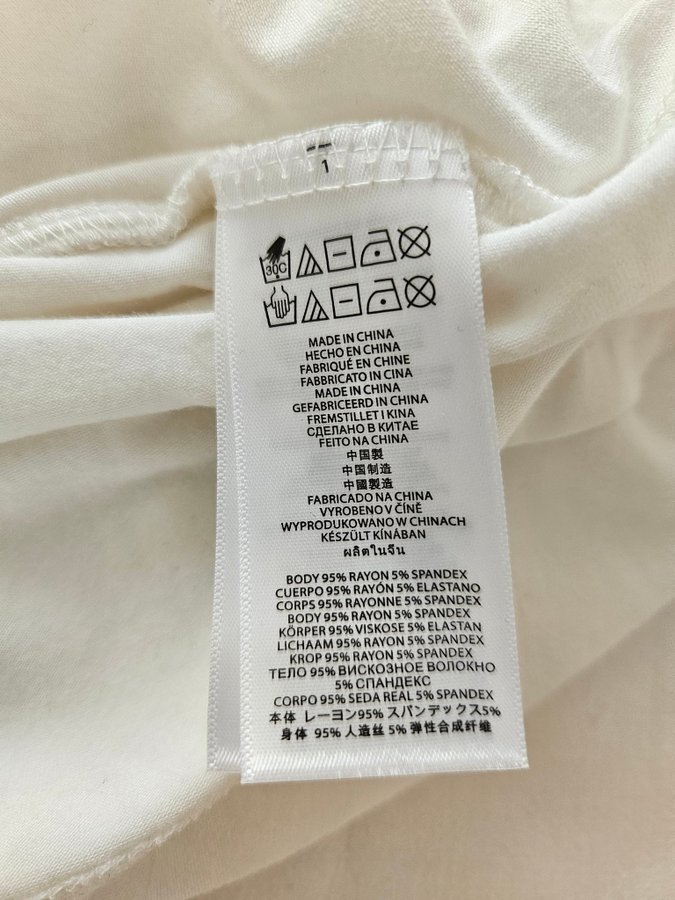 1
30C
MADE IN CHINA
HECHO EN CHINA
FABRIQUÉ EN CHINE
FABBRICATO IN CINA
MADE IN CHINA
GEFABRICEERD IN CHINA
FREMSTILLET I KINA
СДЕЛАНО В КИТАЕ
FEITO NA CHINA
中国製
中国制造
中國製造
FABRICADO NA CHINA
VYROBENO V ČÍNĚ
WYPRODUKOWANO W CHINACH
KÉSZÜLT KÍNÁBAN
ผลิตในจีน
BODY 95% RAYON 5% SPANDEX
CUERPO 95% RAYÓN 5% ELASTANO
CORPS 95% RAYONNE 5% SPANDEX
BODY 95% RAYON 5% SPANDEX
KÖRPER 95% VISKOSE 5% ELASTAN
LICHAAM 95% RAYON 5% SPANDEX
KROP 95% RAYON 5% SPANDEX
ТЕЛО 95% ВИСКОЗНОЕ ВОЛОКНО
5% СПАНДЕКС
CORPO 95% SEDA REAL 5% SPANDEX
本体 レーヨン95% スパンデックス5%
身体 95% 人造丝 5% 弹性合成纤维